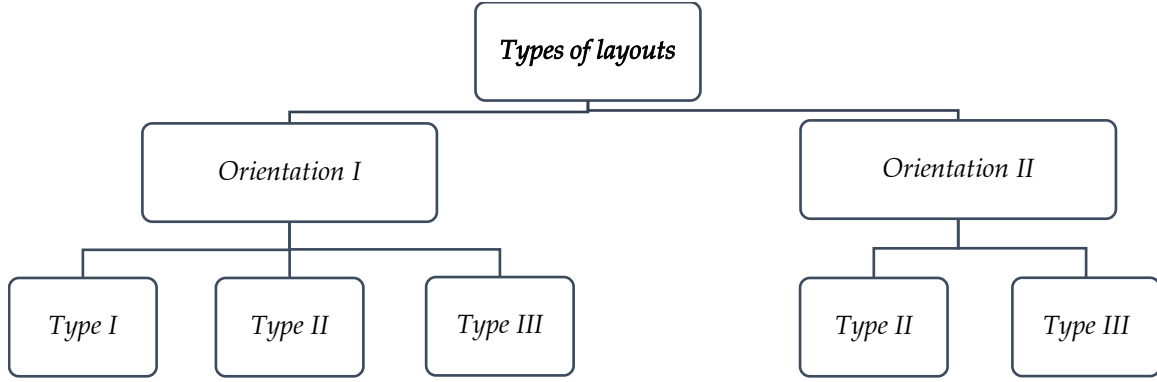 Types of layouts
Orientation I
Orientation II
Type I
Type II
Type III
Type II
Type III